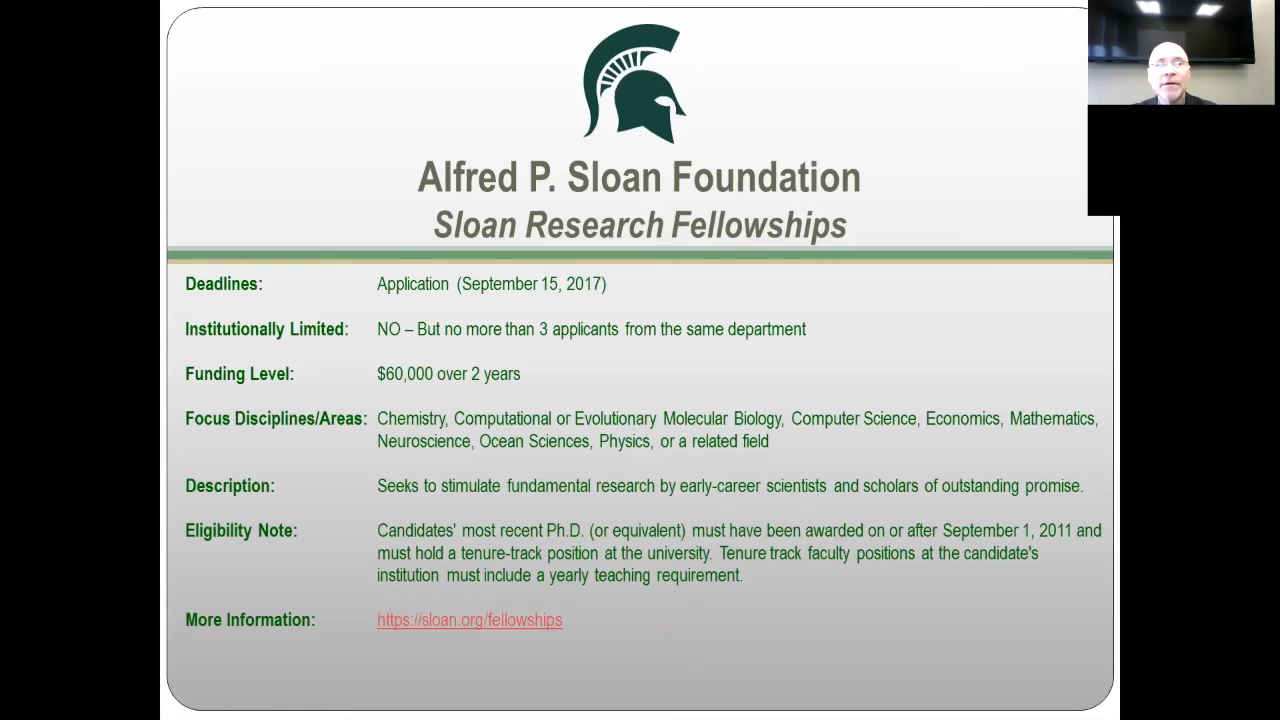 Alfred P. Sloan Foundation
Sloan Research Fellowships
Deadlines: Application (September 15, 2017)
Institutionally Limited: NO – But no more than 3 applicants from the same department
Funding Level: $60,000 over 2 years
Focus Disciplines/Areas: Chemistry, Computational or Evolutionary Molecular Biology, Computer Science, Economics, Mathematics,
Neuroscience, Ocean Sciences, Physics, or a related field
Description: Seeks to stimulate fundamental research by early-career scientists and scholars of outstanding promise.
Eligibility Note: Candidates' most recent Ph.D. (or equivalent) must have been awarded on or after September 1, 2011 and
must hold a tenure-track position at the university. Tenure track faculty positions at the candidate's
institution must include a yearly teaching requirement.
More Information: https://sloan.org/fellowships